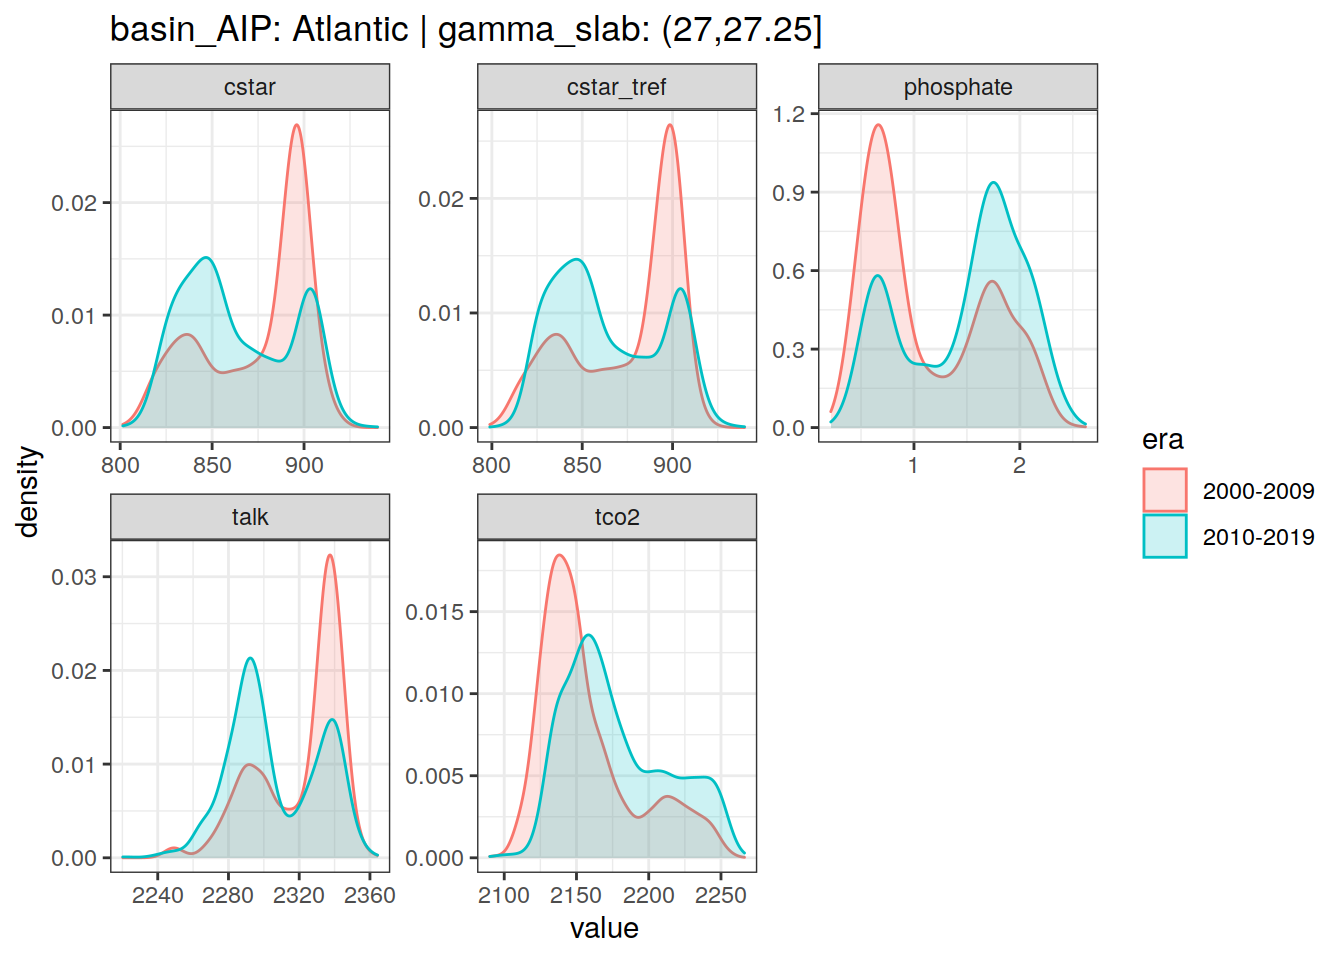 basin_AIP: Atlantic | gamma_slab: (27,27.25]
cstar
cstar_tref
phosphate
0.02
0.01
0.00
800 850 900
0.02
0.01
0.00
800 850 900
1.2
0.9
0.6
0.3
0.0
1 2
density
talk
tco2
0.03
0.02
0.01
0.00
2240 2280 2320 2360
0.015
0.010
0.005
0.000
2100 2150 2200 2250
value
era
2000-2009
2010-2019